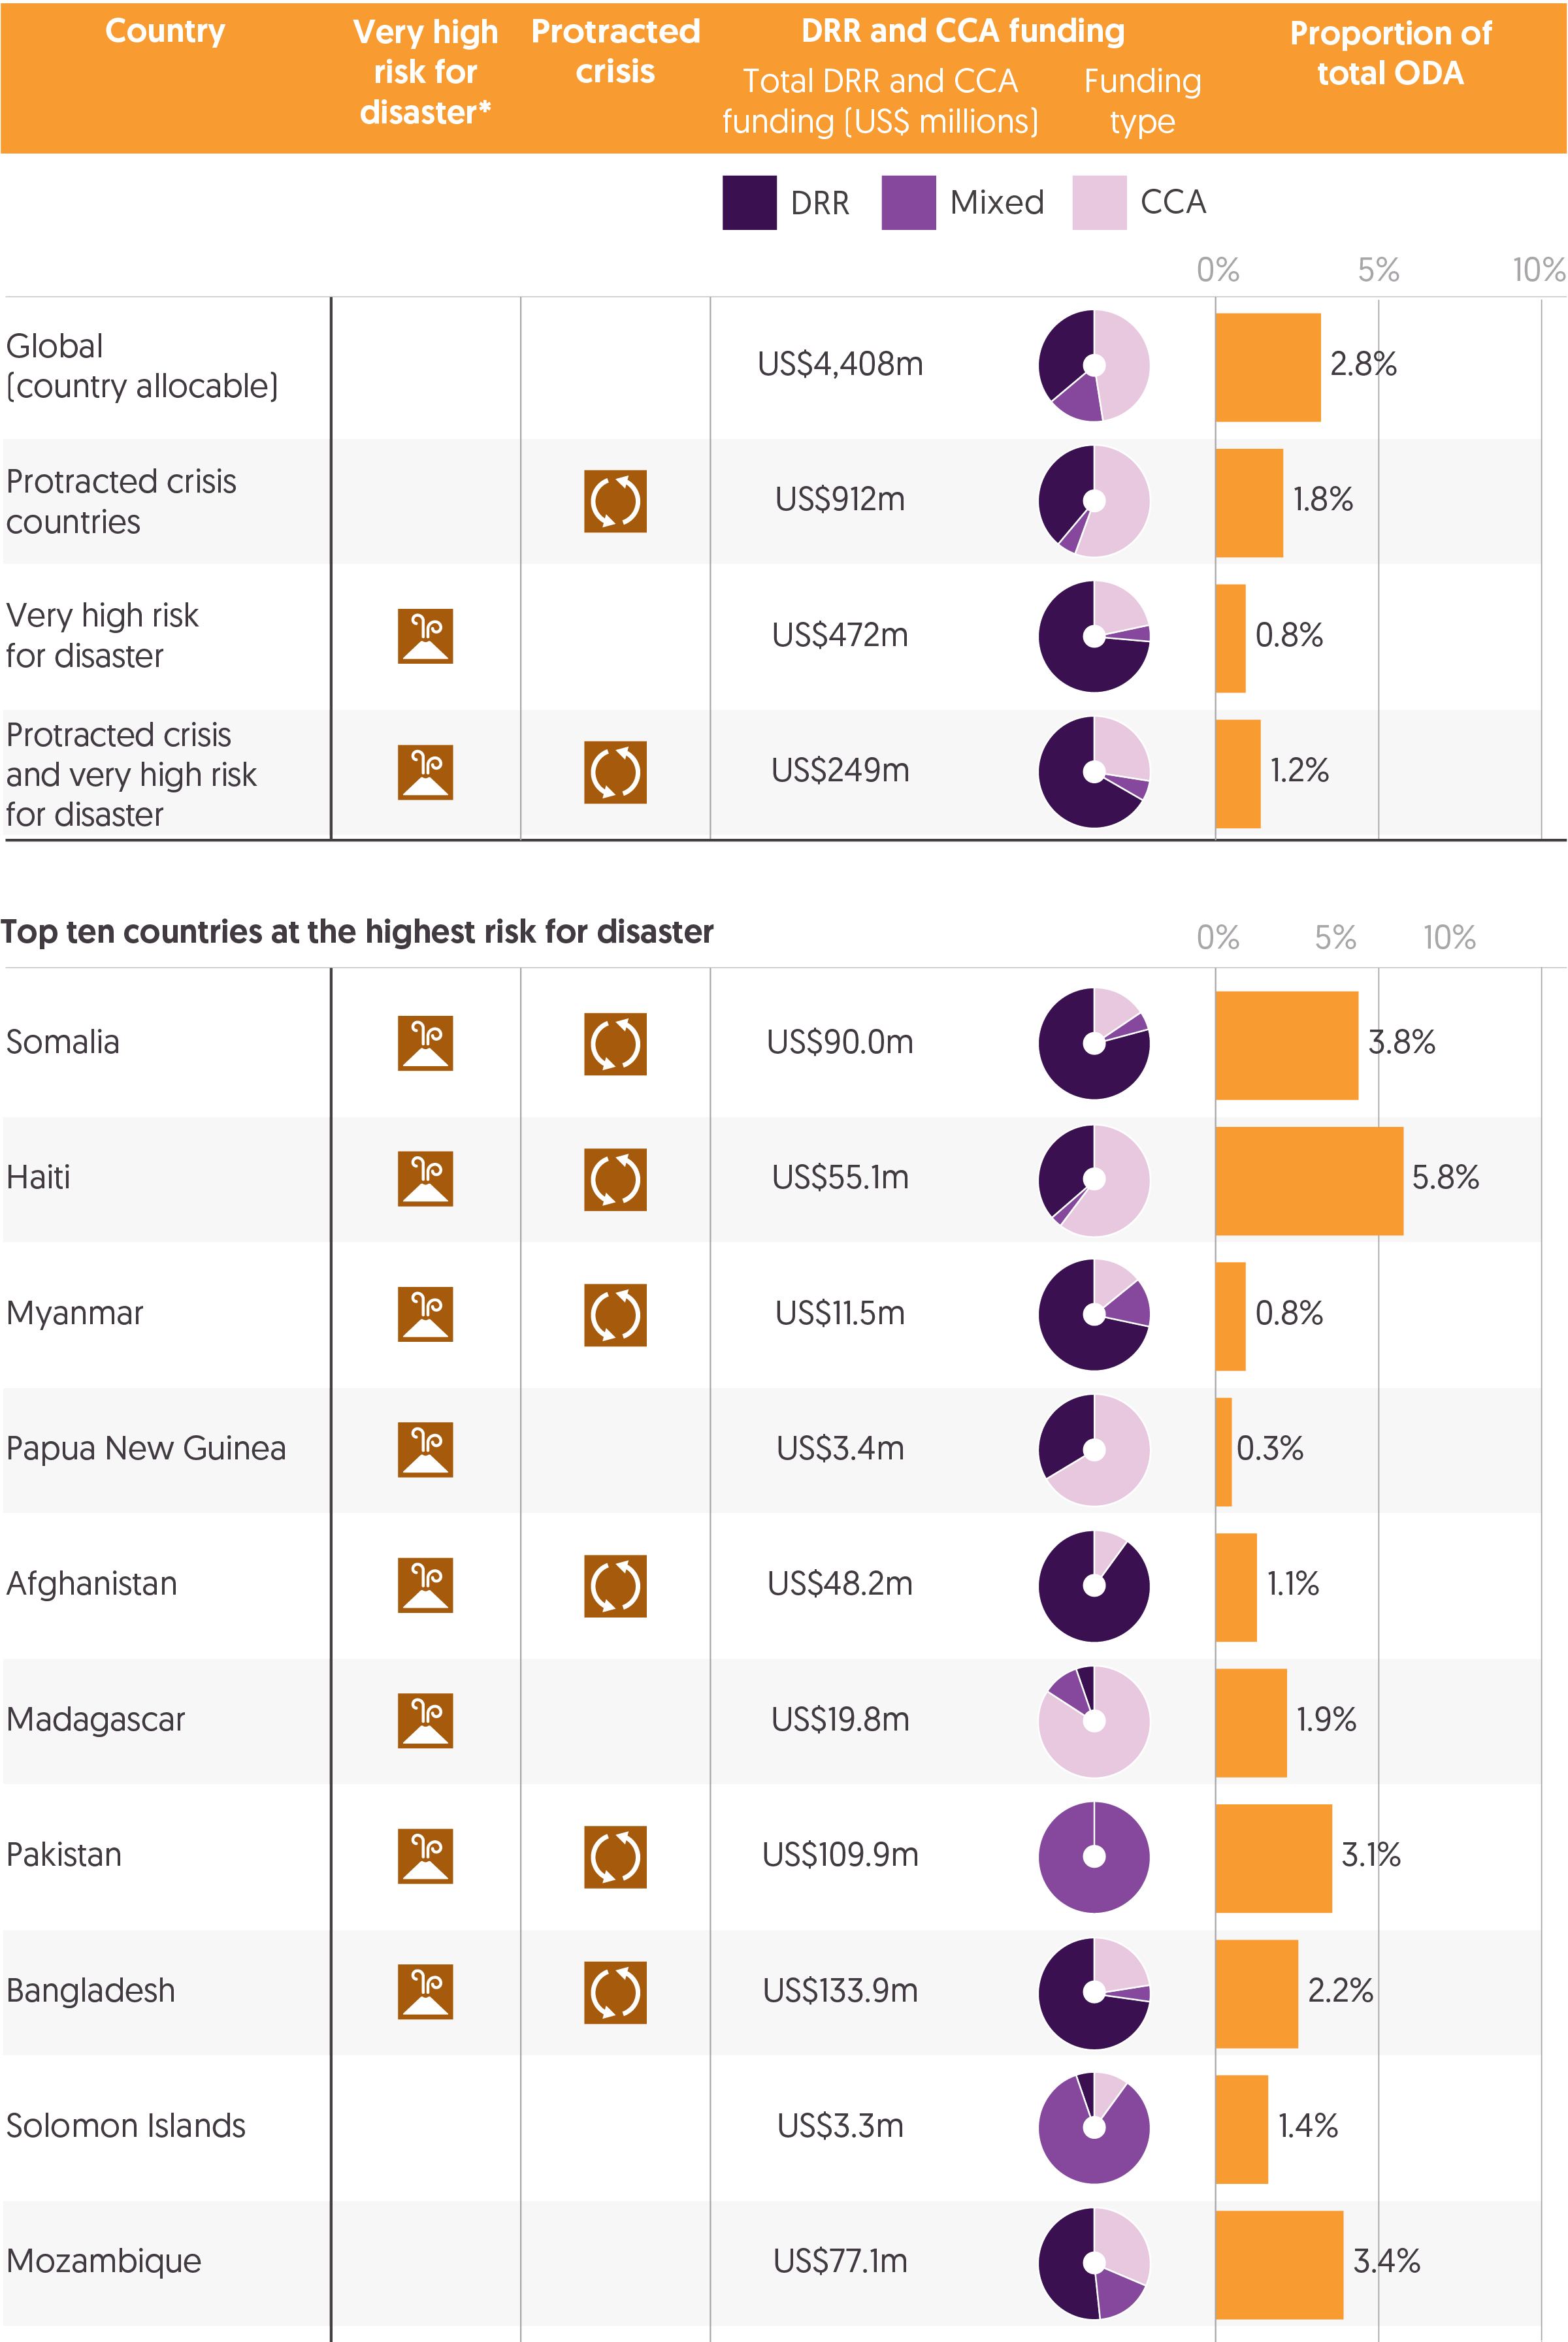 Country
Very high
risk for
disaster*
Protracted
crisis
DRR and CCA funding
Total DRR and CCA
funding (US$ millions)
Funding
type
Proportion of
total ODA
DRR
Mixed
CCA
0%
5%
10%
Global
(country allocable)
US$4,408m
2.8%
Protracted crisis
countries
US$912m
1.8%
Very high risk
for disaster
US$472m
0.8%
Protracted crisis
and very high risk
for disaster
US$249m
1.2%
Top ten countries at the highest risk for disaster
0%
5%
10%
Somalia
US$90.0m
3.8%
Haiti
US$55.1m
5.8%
Myanmar
US$11.5m
0.8%
Papua New Guinea
US$3.4m
0.3%
Afghanistan
US$48.2m
1.1%
Madagascar
US$19.8m
1.9%
Pakistan
US$109.9m
3.1%
Bangladesh
US$133.9m
2.2%
Solomon Islands
US$3.3m
1.4%
Mozambique
US$77.1m
3.4%